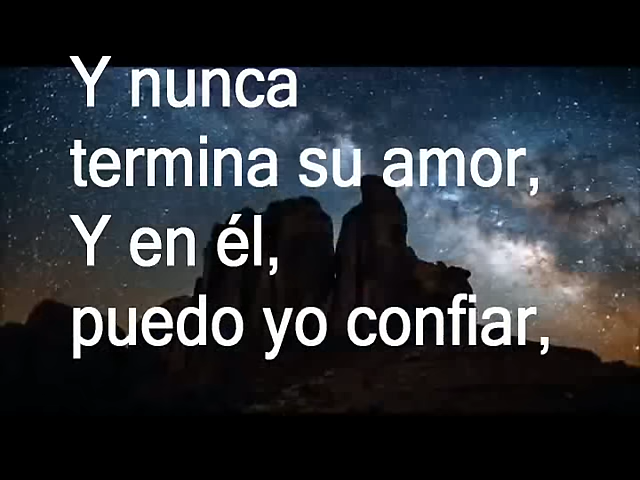 Y nunca
termina su amor,
Y en él,
puedo yo confiar,